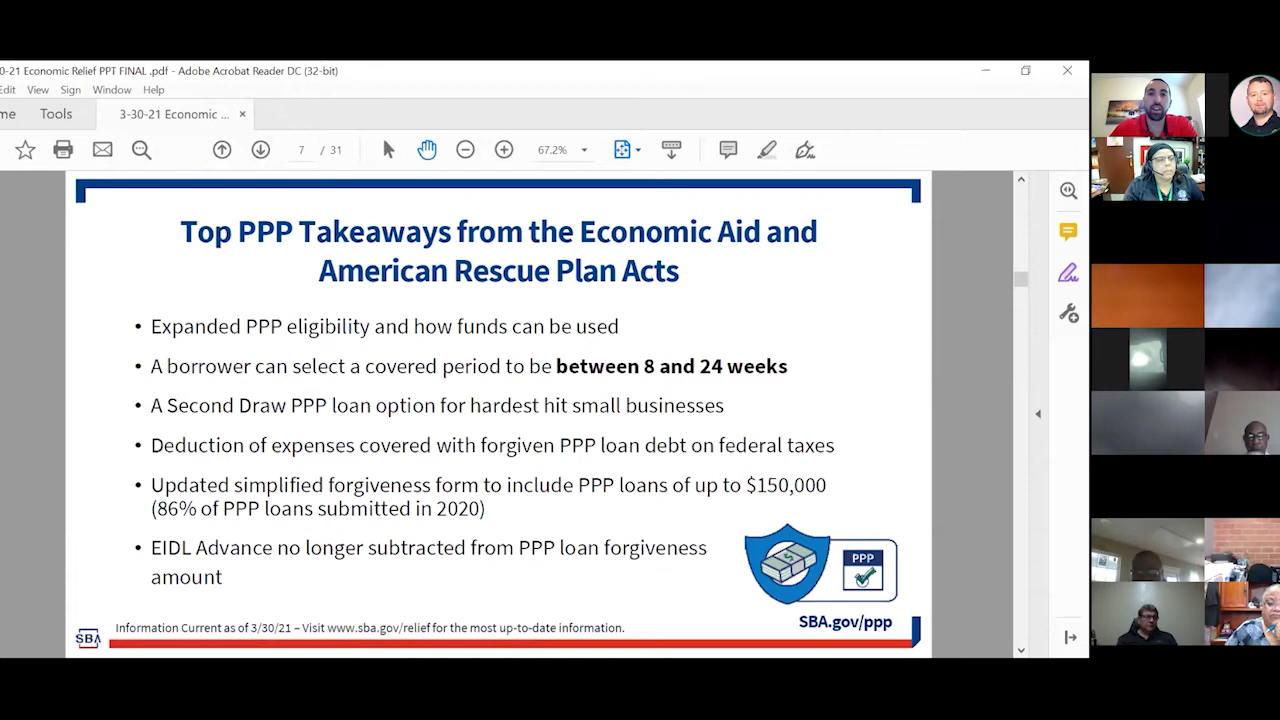 0-21 Economic Relief PPT FINAL .pdf - Adobe Acrobat Reader DC (32-bit)
Edit View Sign Window Help
me Tools 3-30-21 Economic ... ×
7 / 31 67.2%
Top PPP Takeaways from the Economic Aid and
American Rescue Plan Acts
• Expanded PPP eligibility and how funds can be used
• A borrower can select a covered period to be between 8 and 24 weeks
• A Second Draw PPP loan option for hardest hit small businesses
• Deduction of expenses covered with forgiven PPP loan debt on federal taxes
• Updated simplified forgiveness form to include PPP loans of up to $150,000
(86% of PPP loans submitted in 2020)
• EIDL Advance no longer subtracted from PPP loan forgiveness
amount
PPP
SBA.gov/ppp
SBA
Information Current as of 3/30/21 – Visit www.sba.gov/relief for the most up-to-date information.